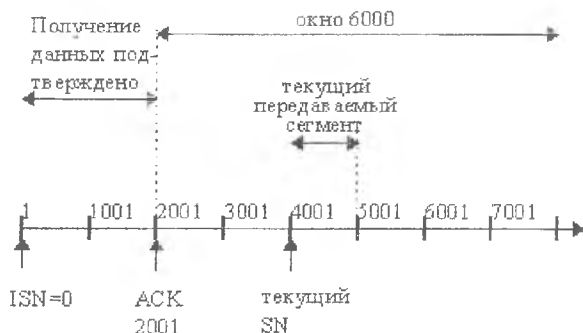 Получение
данных под-
тверждено
окно 6000
текущий
передаваемый
сегмент
1 1001 2001 3001 4001 5001 6001 7001
ISN=0
ACK
2001
текущий
SN